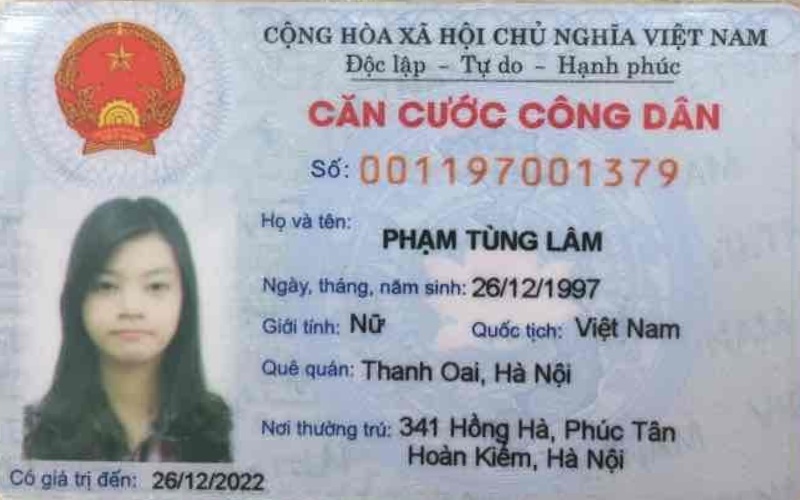 CỘNG HÒA XÃ HỘI CHỦ NGHĨA VIỆT NAM
Độc lập - Tự do - Hạnh phúc
CĂN CƯỚC CÔNG DÂN
Số: 001197001379
Họ và tên:
PHẠM TÙNG LÂM
Ngày, tháng, năm sinh: 26/12/1997
Giới tính: Nữ Quốc tịch: Việt Nam
Quê quán: Thanh Oai, Hà Nội
Nơi thường trú: 341 Hồng Hà, Phúc Tân
Hoàn Kiếm, Hà Nội
Có giá trị đến: 26/12/2022